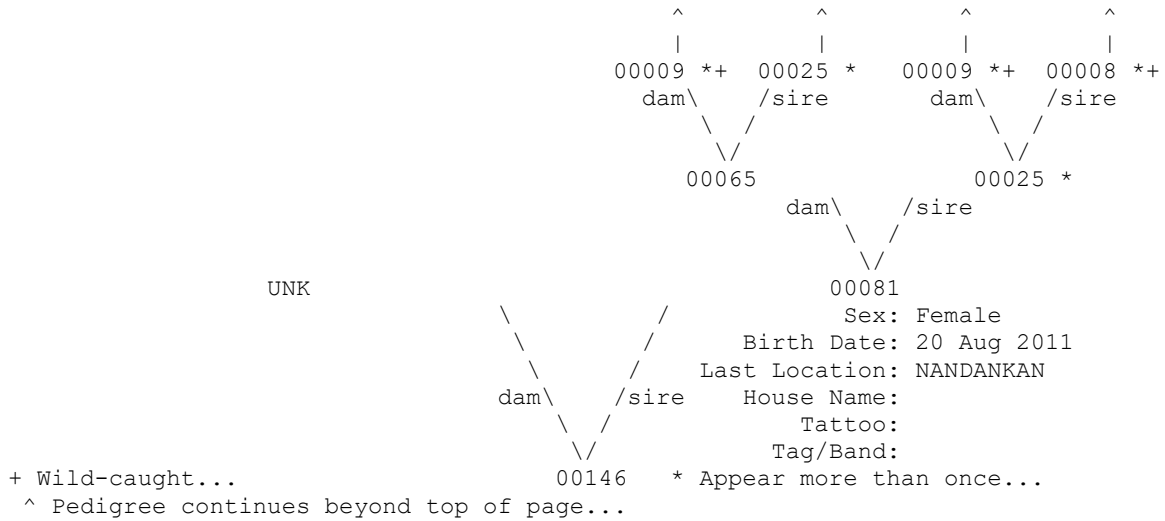 ^ ^ ^ ^
| | | |
00009 *+ 00025 * 00009 *+ 00008 *+
dam\ /sire dam\ /sire
\ / \ /
\/ \/
00065 00025 *
dam\ /sire
\ /
\/
UNK 00081
\ / Sex: Female
\ / Birth Date: 20 Aug 2011
\ / Last Location: NANDANKAN
dam\ /sire House Name:
\ / Tattoo:
\/ Tag/Band:
+ Wild-caught... 00146 * Appear more than once...
^ Pedigree continues beyond top of page...